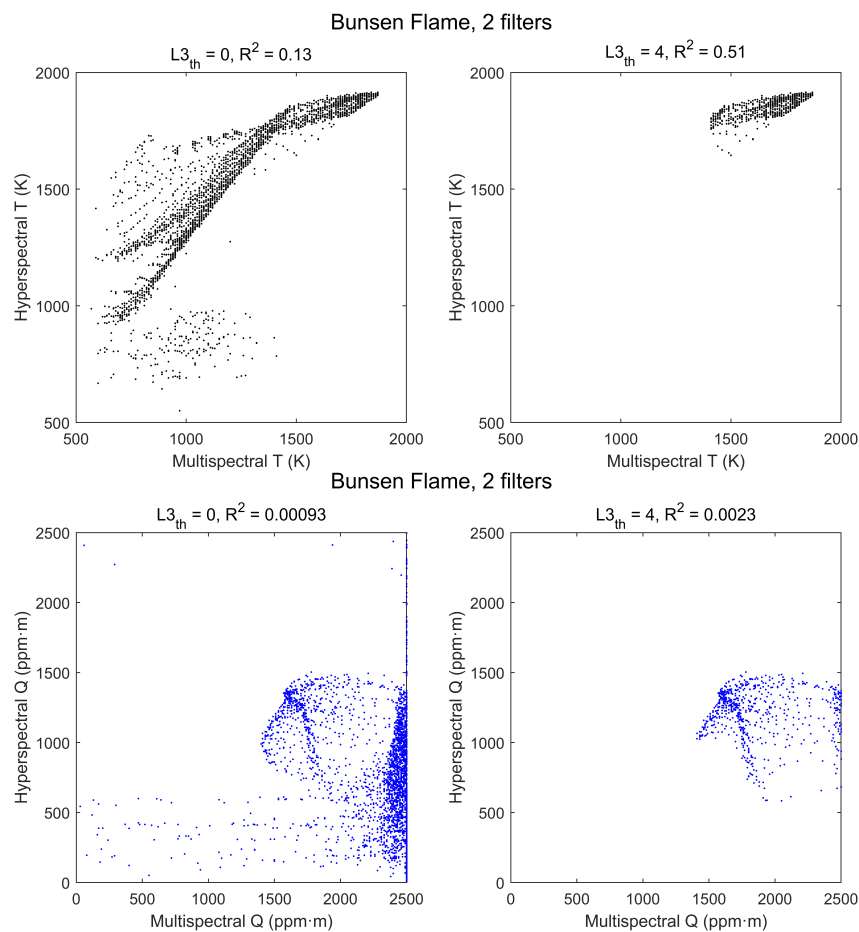 Bunsen Flame, 2 filters
L3th = 0, R2 = 0.13
L3th = 4, R2 = 0.51
Hyperspectral T (K)
2000
1500
1000
500
500 1000 1500 2000
Multispectral T (K)
Hyperspectral T (K)
2000
1500
1000
500
500 1000 1500 2000
Multispectral T (K)
Bunsen Flame, 2 filters
L3th = 0, R2 = 0.00093
L3th = 4, R2 = 0.0023
Hyperspectral Q (ppm·m)
2500
2000
1500
1000
500
0
0 500 1000 1500 2000 2500
Multispectral Q (ppm·m)
Hyperspectral Q (ppm·m)
2500
2000
1500
1000
500
0
0 500 1000 1500 2000 2500
Multispectral Q (ppm·m)